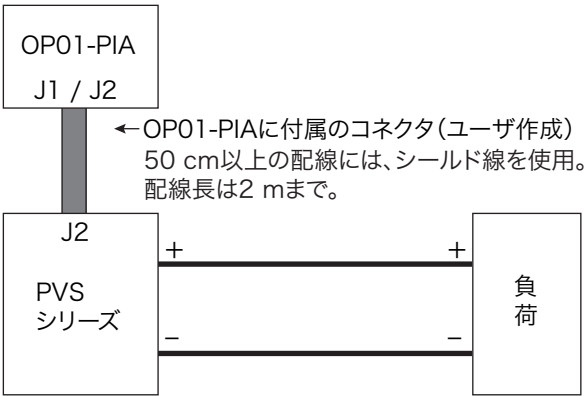 OP01-PIA
J1 / J2
←OP01-PIAに付属のコネクタ（ユーザ作成）
50 cm以上の配線には、シールド線を使用。
配線長は2 mまで。
J2
+ +
PVS
シリーズ
負
荷
− −